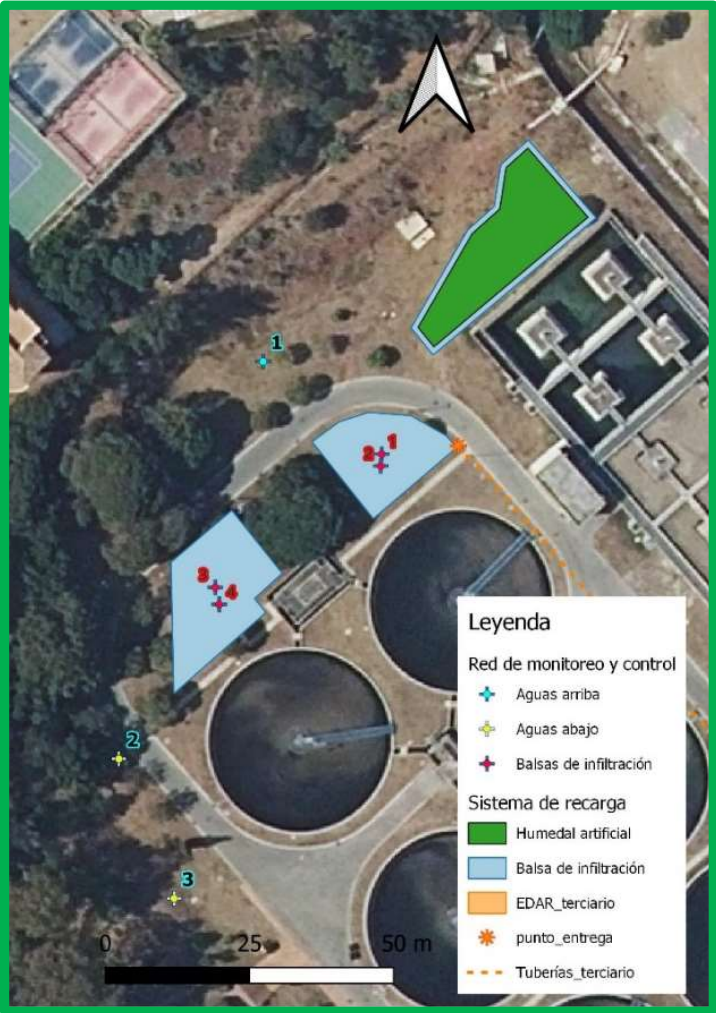 1
1
2
3
4
2
3
0 25 50 m
Leyenda
Red de monitoreo y control
Aguas arriba
Aguas abajo
Balsas de infiltración
Sistema de recarga
Humedal artificial
Balsa de infiltración
EDAR_terciario
punto_entrega
Tuberías_terciario